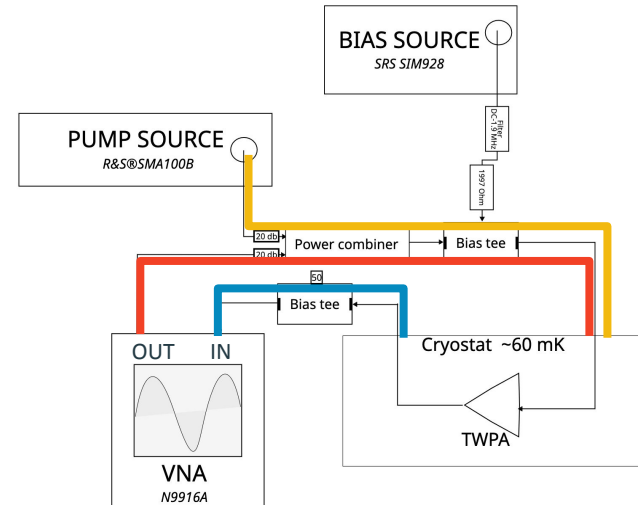 BIAS SOURCE
SRS SIM928
PUMP SOURCE
R&S®SMA100B
Filter
DC-1.9 MHz
1997 Ohm
20 db
Power combiner
Bias tee
20 db
50
Bias tee
Cryostat ~60 mK
OUT IN
TWPA
VNA
N9916A